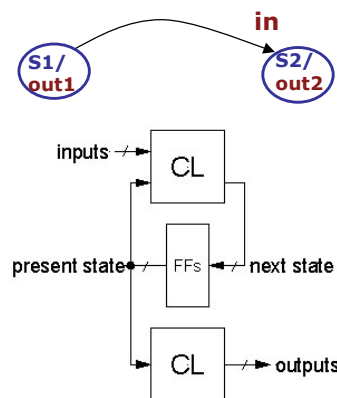 in
S1/
out1
S2/
out2
inputs
CL
present state
FFs
next state
CL
outputs